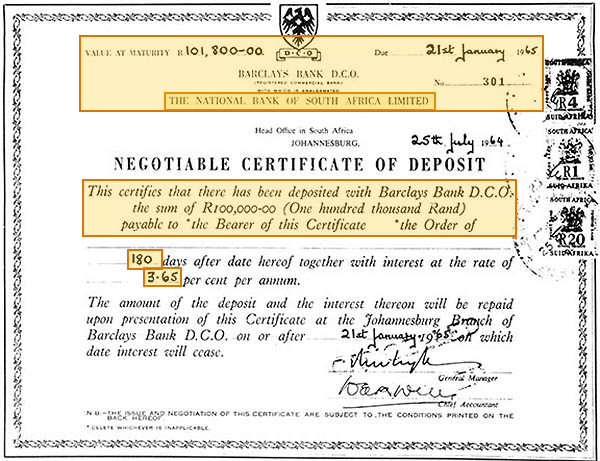 VALUE AT MATURITY R 101,800-00. Due 21st January 1965
D·C·O
BARCLAYS BANK D.C.O.
(REGISTERED COMMERCIAL BANK)
WITH WHICH IS AMALGAMATED
No. 301
THE NATIONAL BANK OF SOUTH AFRICA LIMITED
Head Office in South Africa
JOHANNESBURG, 25th July 1964
NEGOTIABLE CERTIFICATE OF DEPOSIT
This certifies that there has been deposited with Barclays Bank D.C.O.
the sum of R100,000-00 (One hundred thousand Rand)
payable to *the Bearer of this Certificate *the Order of
180 days after date hereof together with interest at the rate of
3.65 per cent per annum.
The amount of the deposit and the interest thereon will be repaid
upon presentation of this Certificate at the Johannesburg Branch of
Barclays Bank D.C.O. on or after 21st January 1965 on which
date interest will cease.
General Manager
Chief Accountant
N.B.—THE ISSUE AND NEGOTIATION OF THIS CERTIFICATE ARE SUBJECT TO THE CONDITIONS PRINTED ON THE
BACK HEREOF.
* DELETE WHICHEVER IS INAPPLICABLE.
SOUTH AFRICA
R4
SUID-AFRIKA
SOUTH AFRICA
R1
SUID-AFRIKA
SOUTH AFRICA
R20
SUID-AFRIKA